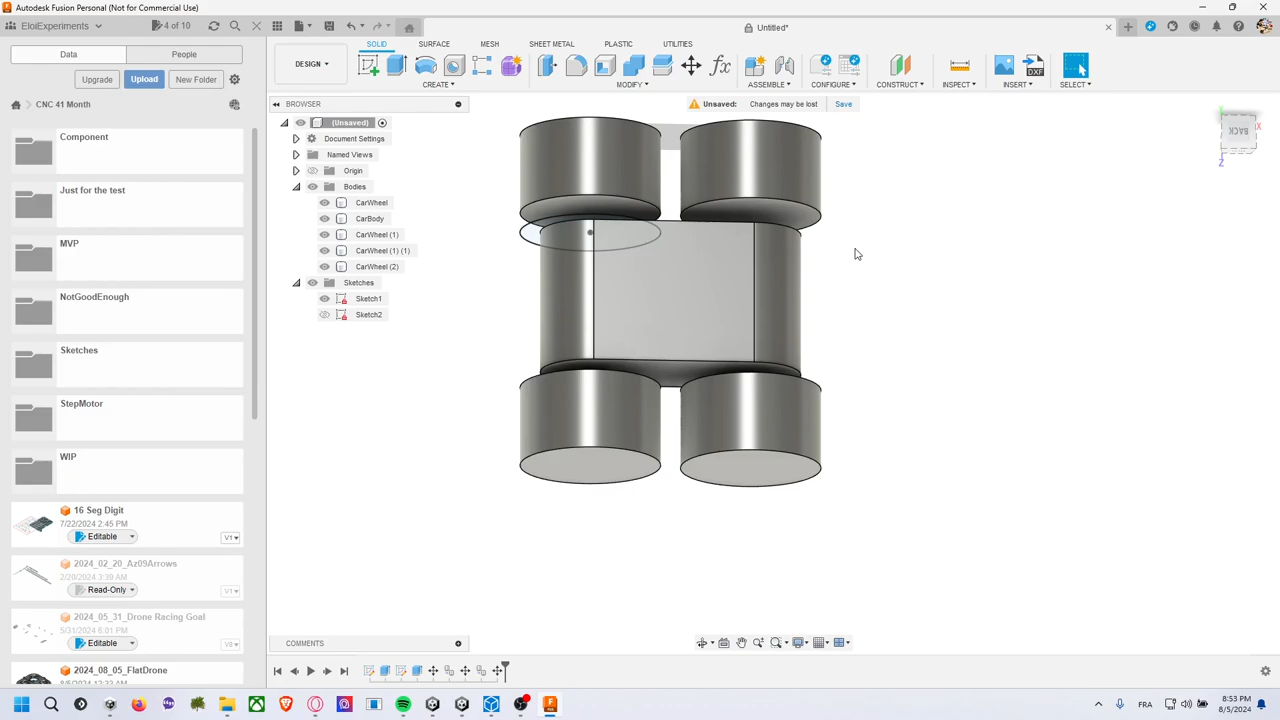 Autodesk Fusion Personal (Not for Commercial Use)
EloiExperiments
4 of 10
Untitled*
Data
People
Upgrade
Upload
New Folder
CNC 41 Month
Component
Just for the test
MVP
NotGoodEnough
Sketches
StepMotor
WIP
16 Seg Digit
7/22/2024 2:45 PM
Editable
V1
2024_02_20_Az09Arrows
2/20/2024 3:39 AM
Read-Only
V1
2024_05_31_Drone Racing Goal
5/31/2024 6:01 PM
Editable
V8
2024_08_05_FlatDrone
DESIGN
SOLID
SURFACE
MESH
SHEET METAL
PLASTIC
UTILITIES
CREATE
MODIFY
ASSEMBLE
CONFIGURE
CONSTRUCT
INSPECT
INSERT
SELECT
DXF
BROWSER
Unsaved:
Changes may be lost
Save
(Unsaved)
Document Settings
Named Views
Origin
Bodies
CarWheel
CarBody
CarWheel (1)
CarWheel (1) (1)
CarWheel (2)
Sketches
Sketch1
Sketch2
BACK
X
Z
COMMENTS
FRA
8:53 PM
8/5/2024